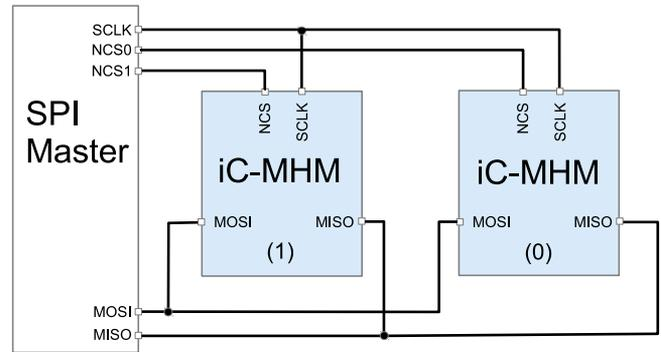 SCLK
NCS0
NCS1
SPI
Master
NCS
SCLK
iC-MHM
MOSI
MISO
(1)
NCS
SCLK
iC-MHM
MOSI
MISO
(0)
MOSI
MISO